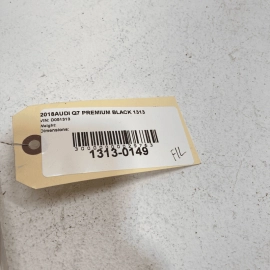 2018AUDI Q7 PREMIUM BLACK 1313
VIN: D001313
Weight:
Dimensions:
1313-0149
FIL